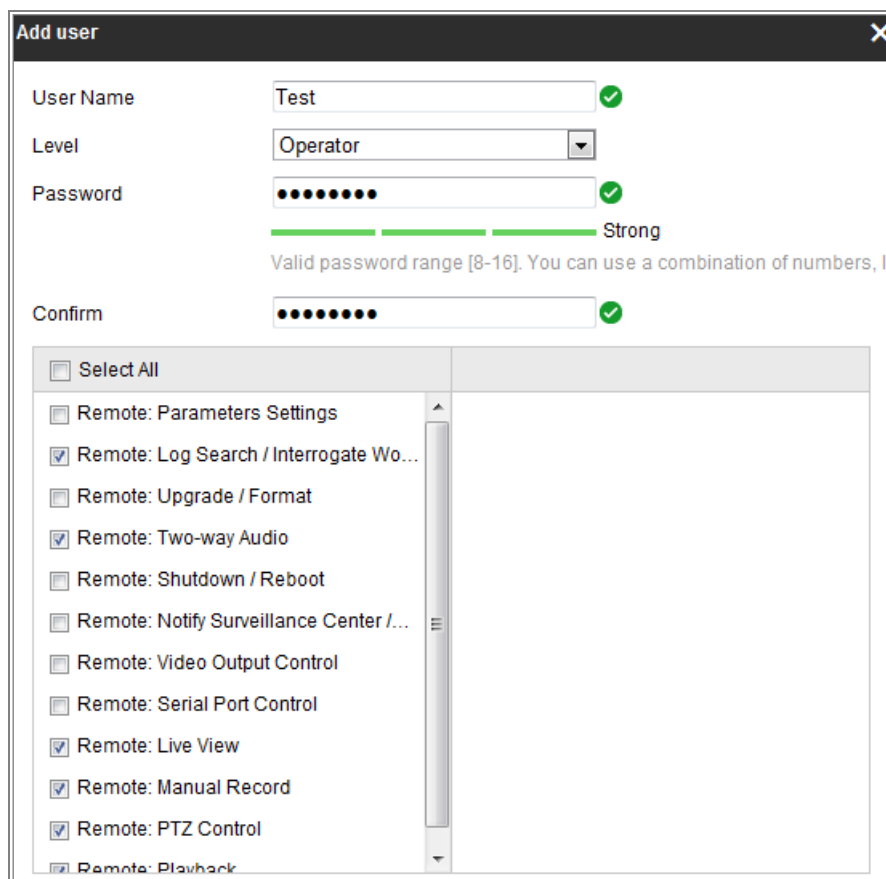 Add user
User Name Test
Level Operator
Password ●●●●●●●●
Strong
Valid password range [8-16]. You can use a combination of numbers,
Confirm ●●●●●●●●
Select All
Remote: Parameters Settings
Remote: Log Search / Interrogate Wo...
Remote: Upgrade / Format
Remote: Two-way Audio
Remote: Shutdown / Reboot
Remote: Notify Surveillance Center /...
Remote: Video Output Control
Remote: Serial Port Control
Remote: Live View
Remote: Manual Record
Remote: PTZ Control
Remote: Playback